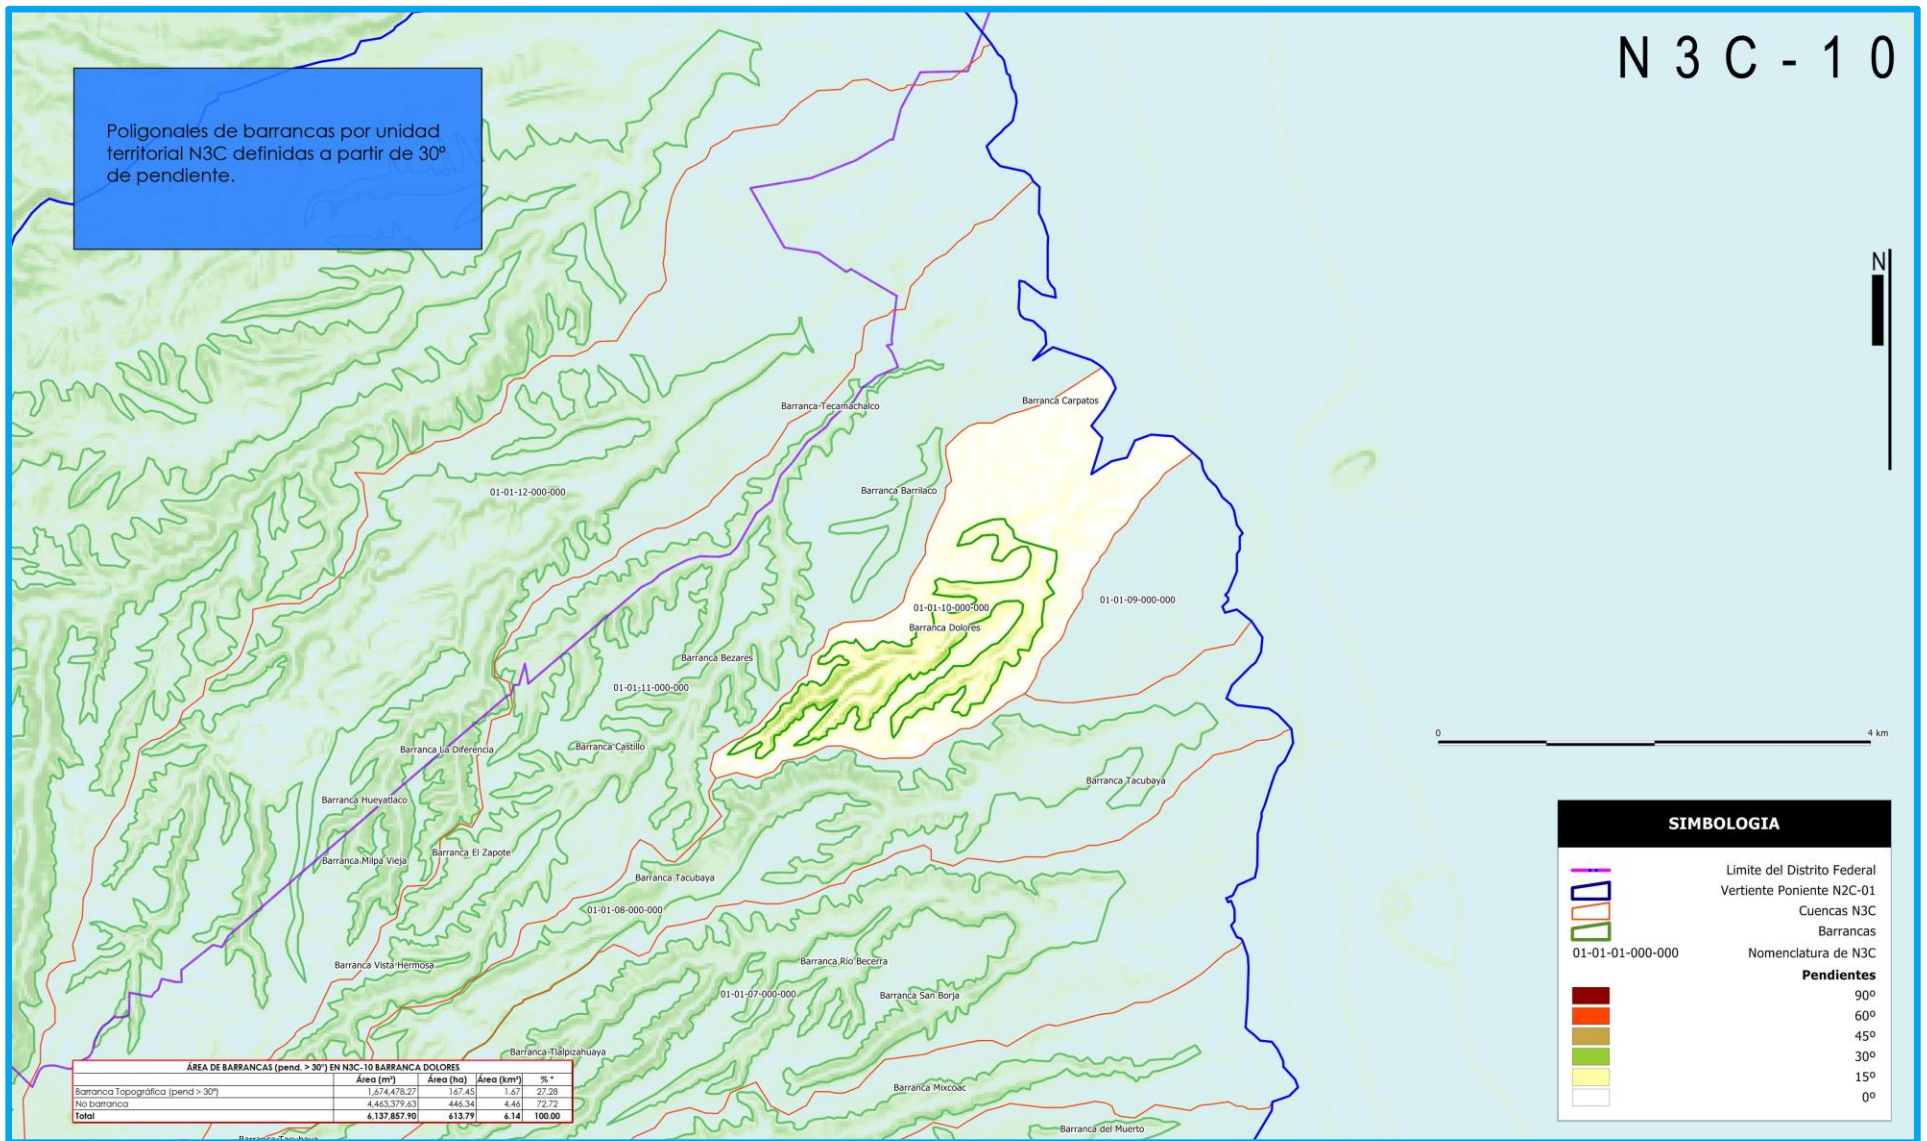 N3C-10
Poligonales de barrancas por unidad
territorial N3C definidas a partir de 30º
de pendiente.
N
Barranca Tecamachalco
Barranca Carpatos
01-01-12-000-000
Barranca Barrilaco
01-01-10-000-000
01-01-09-000-000
Barranca Dolores
Barranca Bezares
01-01-11-000-000
Barranca La Diferencia
Barranca Castillo
0 4 km
Barranca Tacubaya
Barranca Hueyatlaco
Barranca El Zapote
Barranca Milpa Vieja
Barranca Tacubaya
01-01-08-000-000
Barranca Vista Hermosa
Barranca Río Becerra
01-01-07-000-000
Barranca San Borja
Barranca Tlalpizahuaya
Barranca Mixcoac
Barranca del Muerto
Barranca Tacubaya
SIMBOLOGIA
Limite del Distrito Federal
Vertiente Poniente N2C-01
Cuencas N3C
Barrancas
01-01-01-000-000 Nomenclatura de N3C
Pendientes
90º
60º
45º
30º
15º
0º
ÁREA DE BARRANCAS (pend. > 30º) EN N3C-10 BARRANCA DOLORES
Área (m²) Área (ha) Área (km²) % *
Barranca Topográfica (pend > 30º) 1,674,478.27 167.45 1.67 27.28
No barranca 4,463,379.63 446.34 4.46 72.72
Total 6,137,857.90 613.79 6.14 100.00